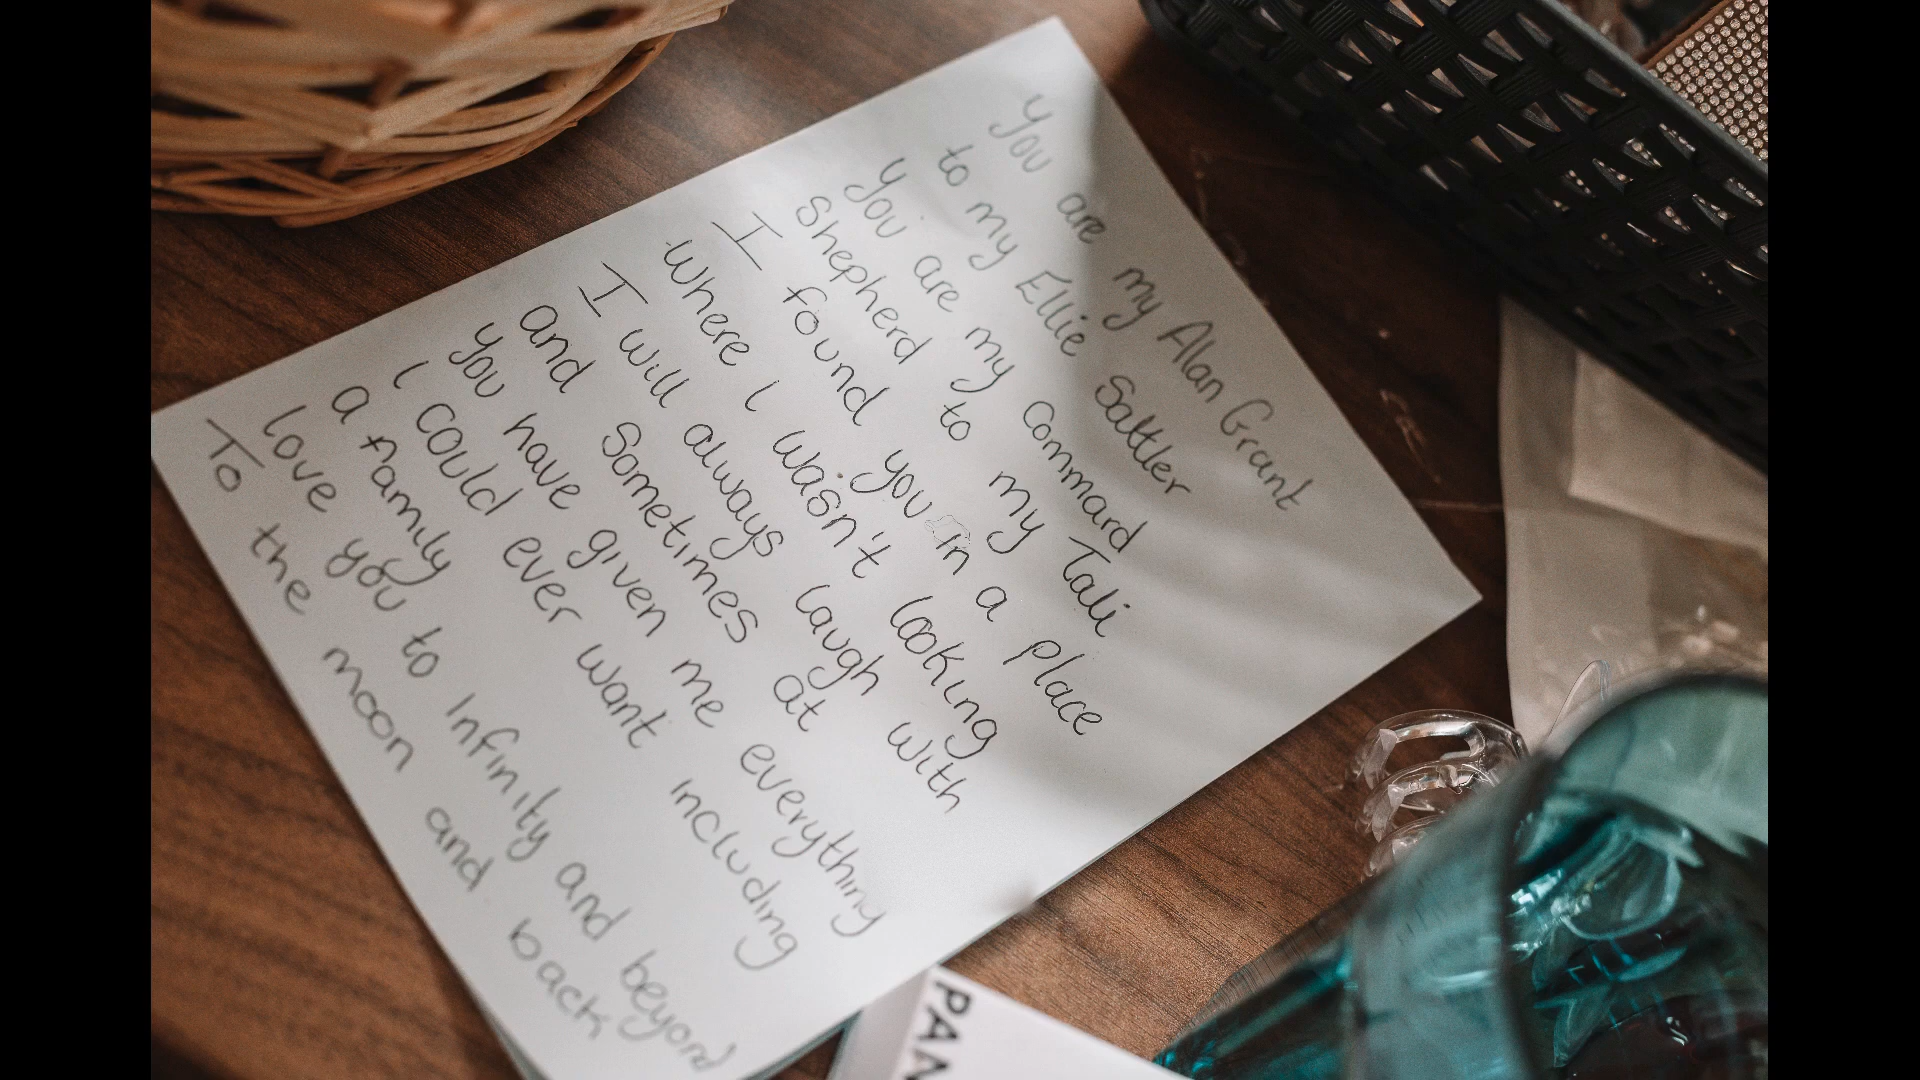 You are my Alan Grant
to my Ellie Sattler
You are my Commard
Shepherd to my Tali
I found you in a place
Where I wasn't looking
I will always laugh with
and Sometimes at
you have given me everything
I could ever want including
a family
love you to Infinity and beyond
To the moon and back
PAN